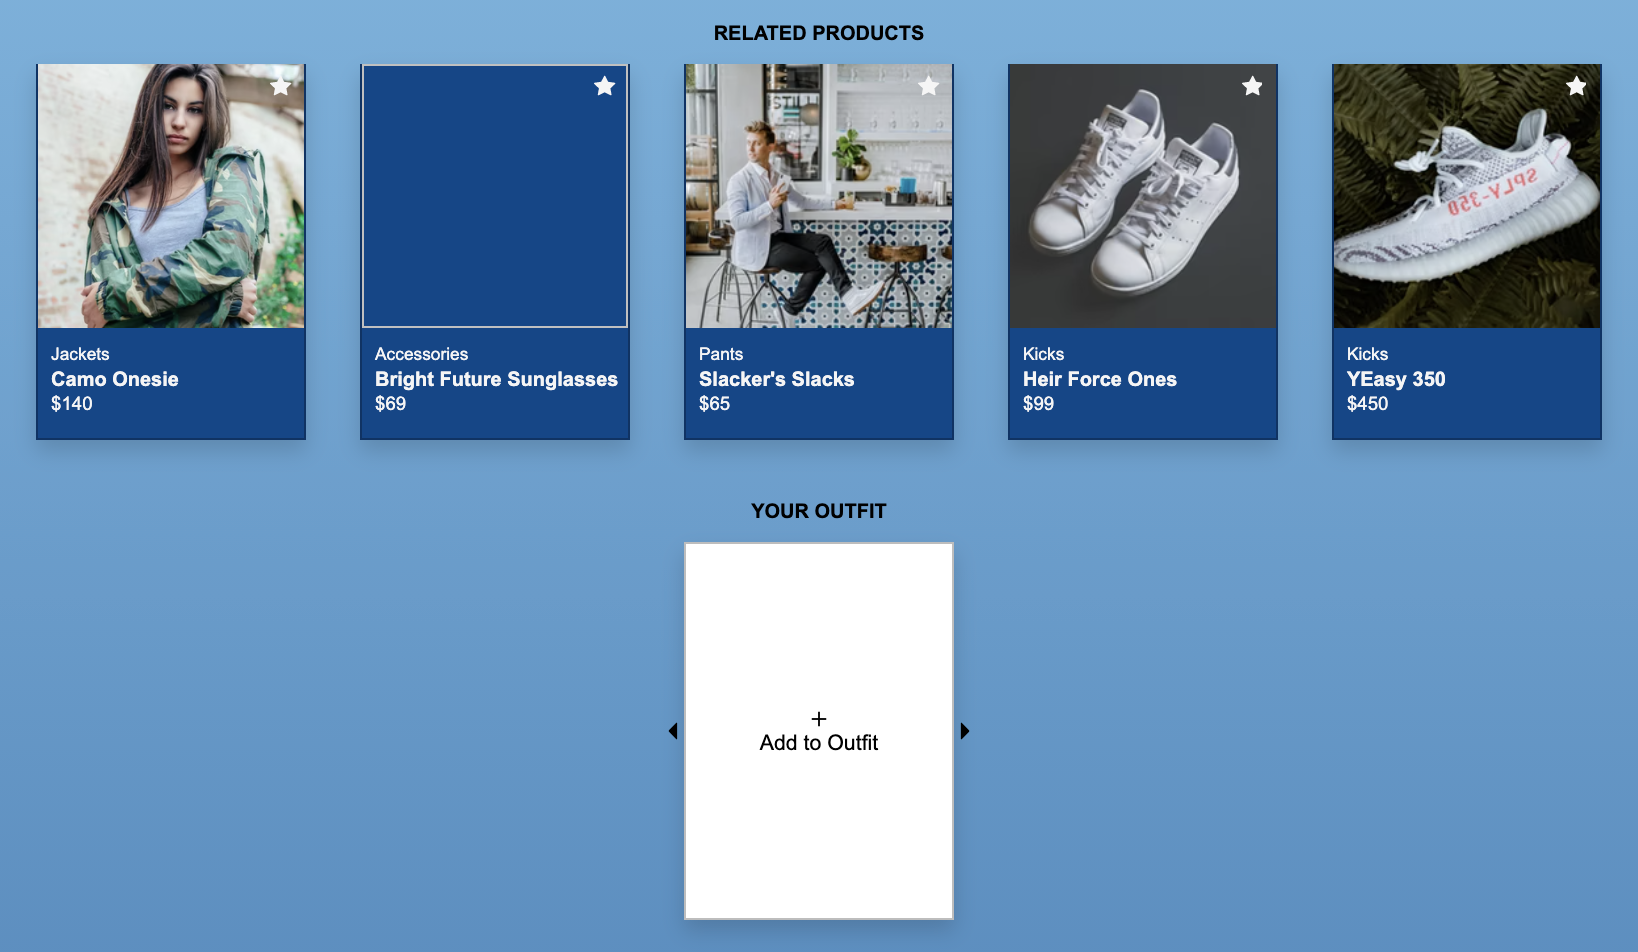 RELATED PRODUCTS
STILL
SPLY-350
Jackets
Camo Onesie
$140
Accessories
Bright Future Sunglasses
$69
Pants
Slacker's Slacks
$65
Kicks
Heir Force Ones
$99
Kicks
YEasy 350
$450
YOUR OUTFIT
+
Add to Outfit